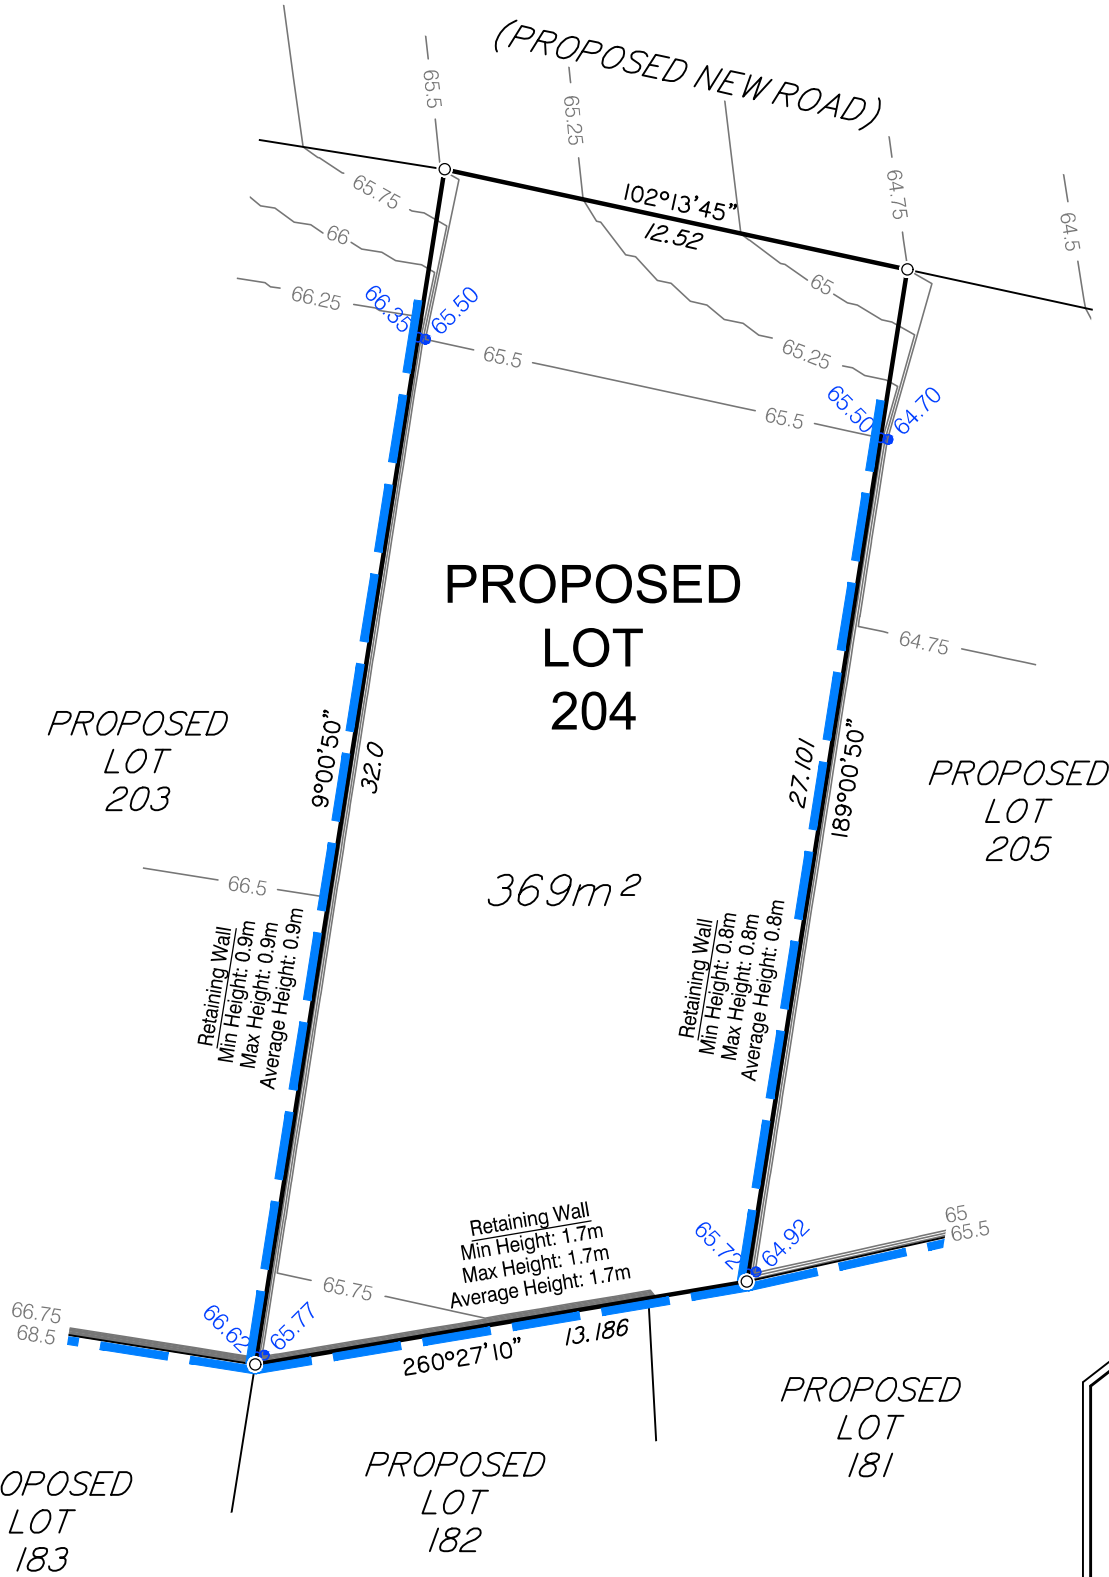 (PROPOSED NEW ROAD)
65.5
65.25
64.75
64.5
65.75
66
66.25
102°13'45"
12.52
65
65.25
66.35
65.50
65.5
65.5
65.50
64.70
PROPOSED
LOT
204
64.75
PROPOSED
LOT
203
9°00'50"
32.0
27.101
189°00'50"
PROPOSED
LOT
205
66.5
369m²
Retaining Wall
Min Height: 0.9m
Max Height: 0.9m
Average Height: 0.9m
Retaining Wall
Min Height: 0.8m
Max Height: 0.8m
Average Height: 0.8m
Retaining Wall
Min Height: 1.7m
Max Height: 1.7m
Average Height: 1.7m
65.72
64.92
65
65.5
65.75
66.62
65.77
66.75
68.5
260°27'10"
13.186
PROPOSED
LOT
181
PROPOSED
LOT
182
OPOSED
LOT
183